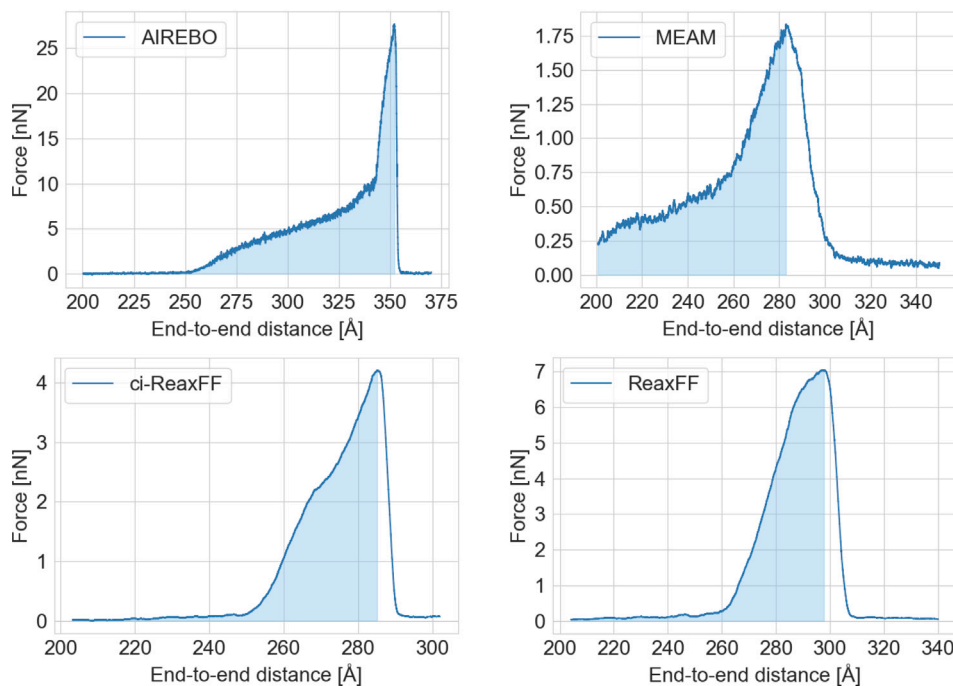 AIREBO
Force [nN]
25
20
15
10
5
0
200 225 250 275 300 325 350 375
End-to-end distance [Å]
MEAM
Force [nN]
1.75
1.50
1.25
1.00
0.75
0.50
0.25
0.00
200 220 240 260 280 300 320 340
End-to-end distance [Å]
ci-ReaxFF
Force [nN]
4
3
2
1
0
200 220 240 260 280 300
End-to-end distance [Å]
ReaxFF
Force [nN]
7
6
5
4
3
2
1
0
200 220 240 260 280 300 320 340
End-to-end distance [Å]